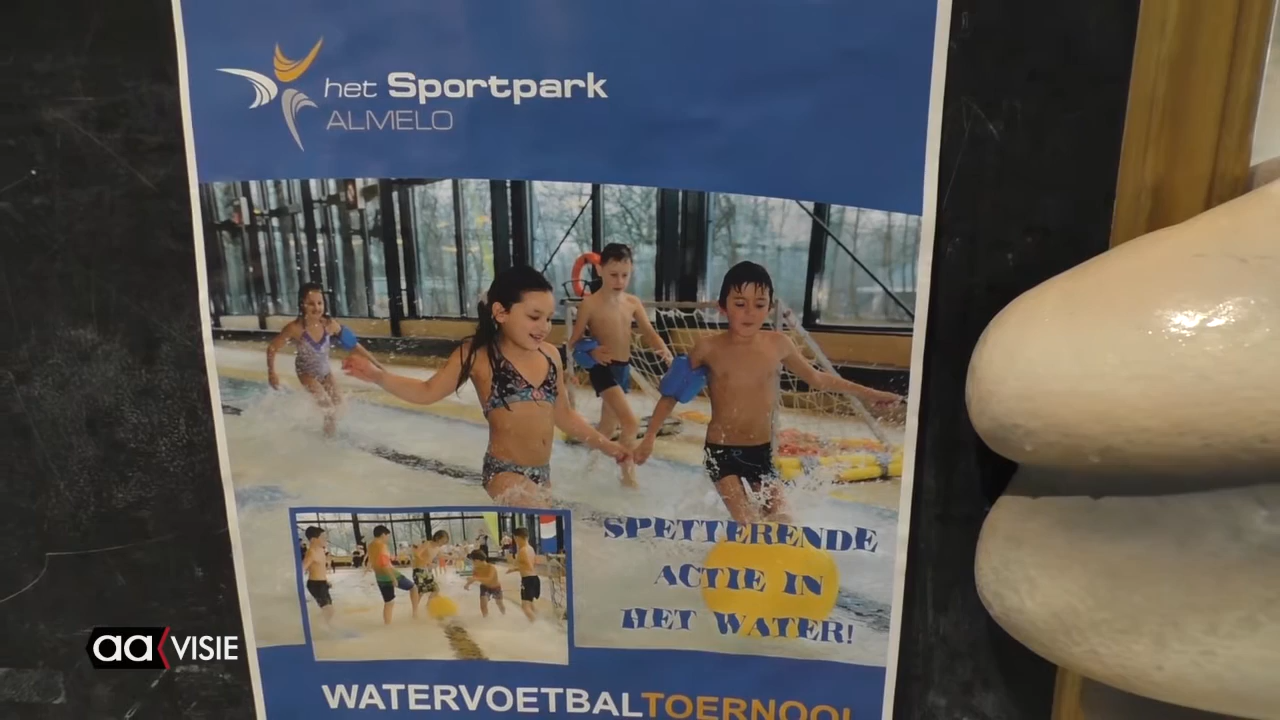 het Sportpark
ALMELO
SPETTERENDE
ACTIE IN
HET WATER!
WATERVOETBALTOERNOOI
aa VISIE